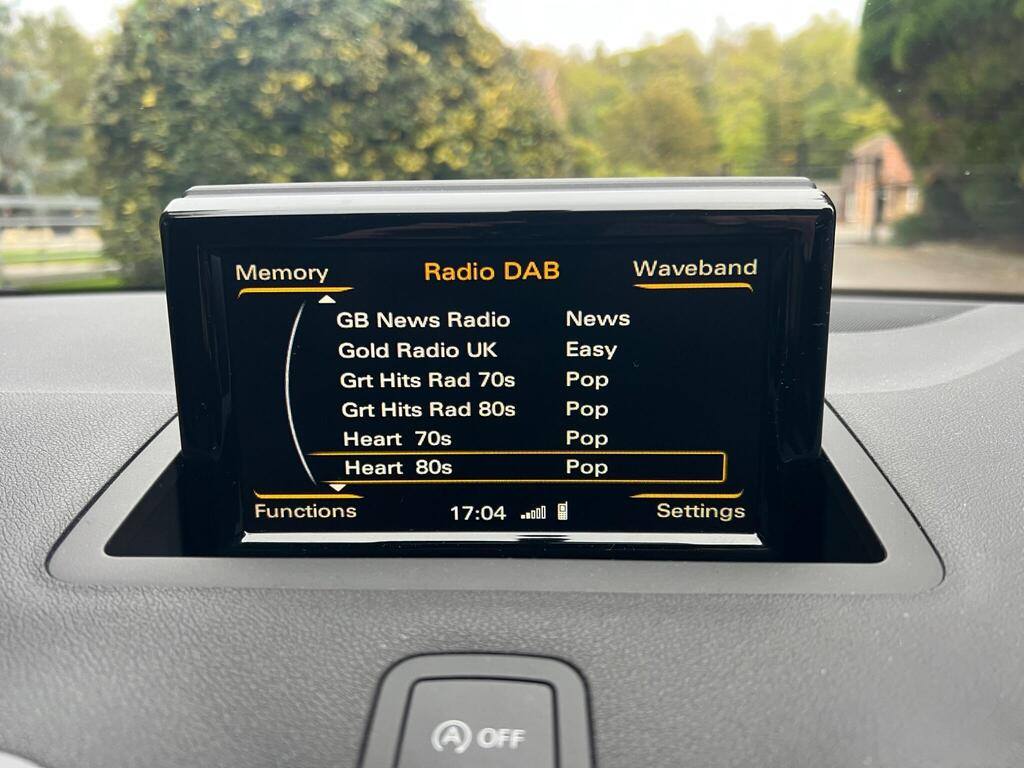 Memory Radio DAB Waveband
GB News Radio News
Gold Radio UK Easy
Grt Hits Rad 70s Pop
Grt Hits Rad 80s Pop
Heart 70s Pop
Heart 80s Pop
Functions 17:04 Settings
A OFF